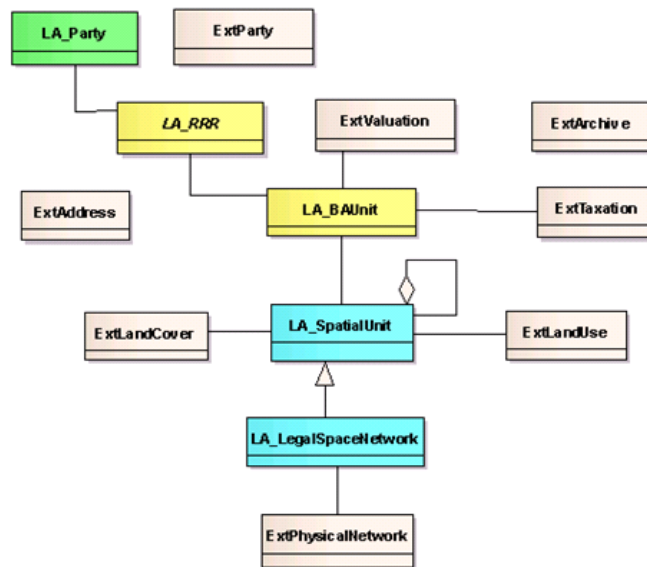 LA_Party
ExtParty
LA_RRR
ExtValuation
ExtArchive
ExtAddress
LA_BAUnit
ExtTaxation
ExtLandCover
LA_SpatialUnit
ExtLandUse
LA_LegalSpaceNetwork
ExtPhysicalNetwork